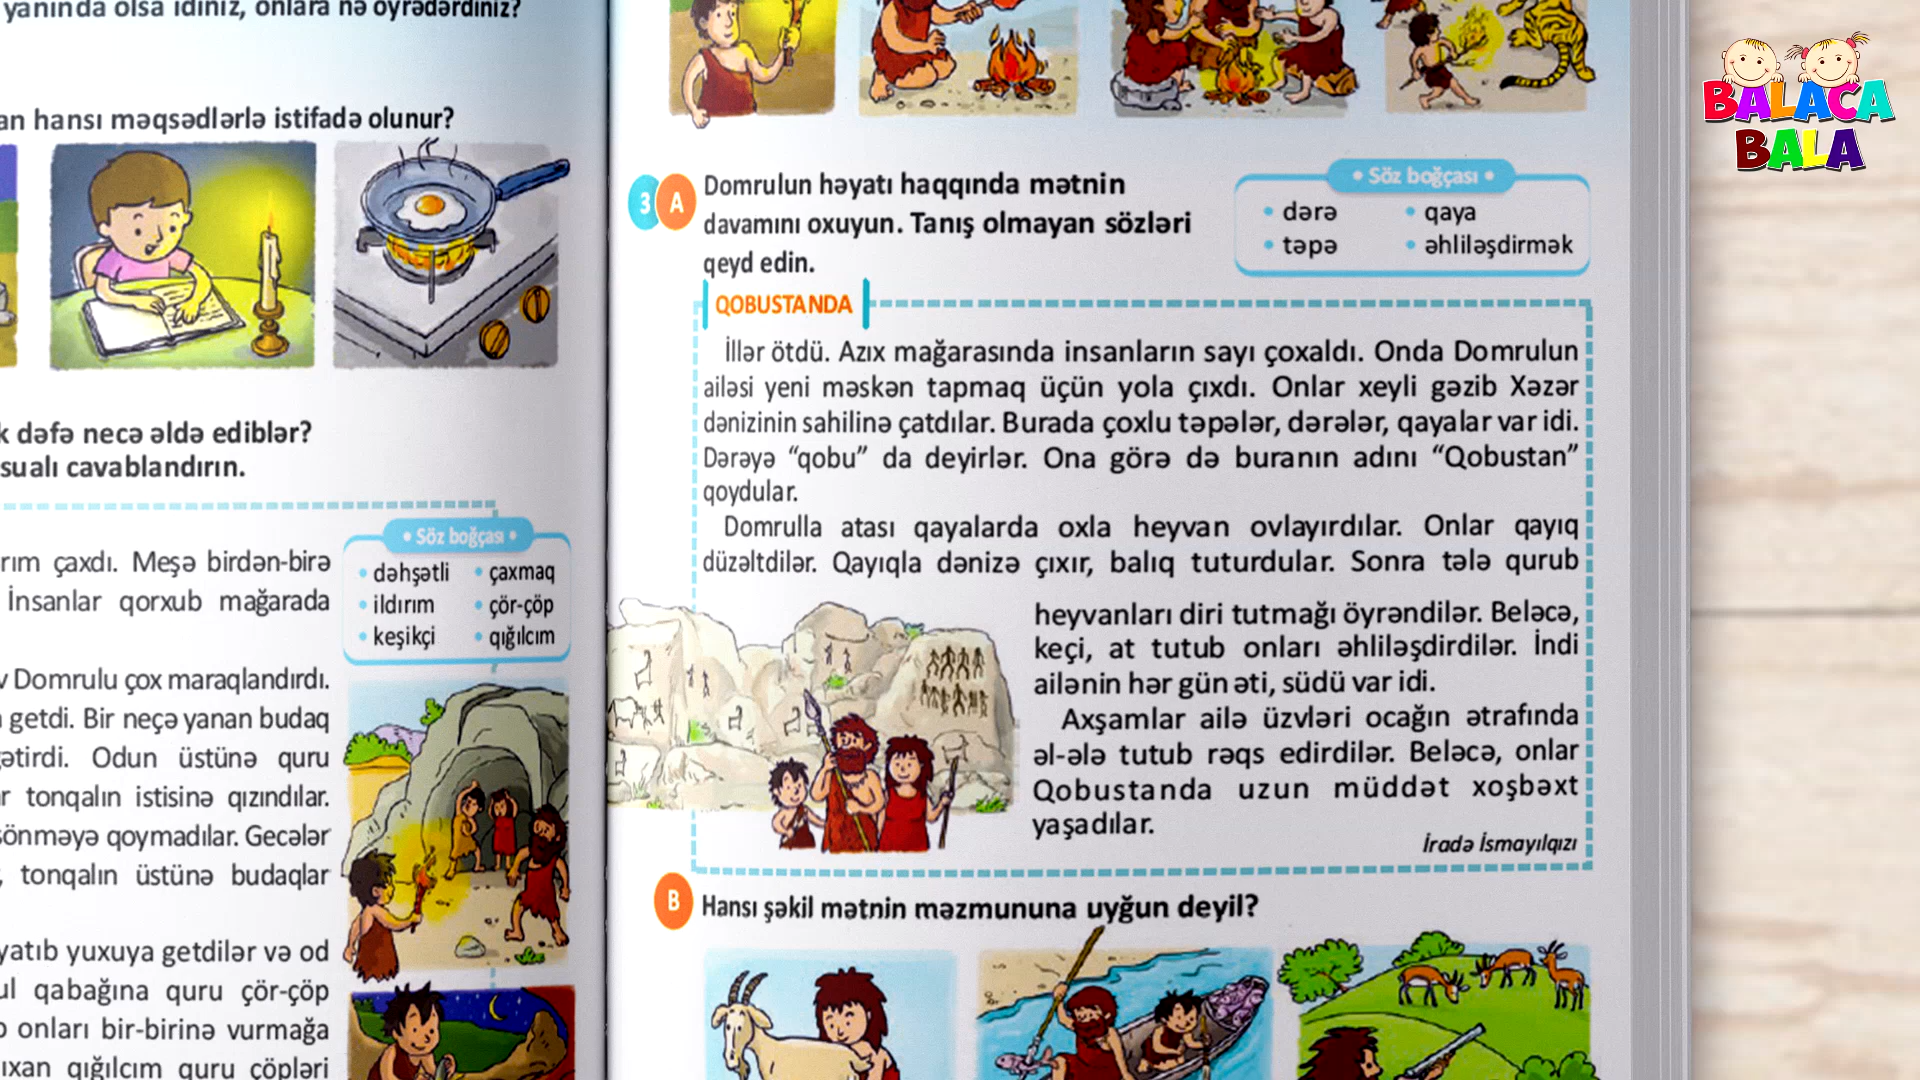 yanında olsa idiniz, onlara nə öyrədərdiniz?
an hansı məqsədlərlə istifadə olunur?
k dəfə necə əldə ediblər?
sualı cavablandırın.
• Söz boğçası •
• dəhşətli • çaxmaq
• ildırım • çör-çöp
• keşikçi • qığılcım
rım çaxdı. Meşə birdən-birə
İnsanlar qorxub mağarada
v Domrulu çox maraqlandırdı.
getdi. Bir neçə yanan budaq
ətirdi. Odun üstünə quru
r tonqalın istisinə qızındılar.
sönməyə qoymadılar. Gecələr
, tonqalın üstünə budaqlar
yatıb yuxuya getdilər və od
ul qabağına quru çör-çöp
onları bir-birinə vurmağa
ıxan qığılcım quru çöpləri
3 A Domrulun həyatı haqqında mətnin
davamını oxuyun. Tanış olmayan sözləri
qeyd edin.
• Söz boğçası •
• dərə • qaya
• təpə • əhliləşdirmək
QOBUSTANDA
İllər ötdü. Azıx mağarasında insanların sayı çoxaldı. Onda Domrulun
ailəsi yeni məskən tapmaq üçün yola çıxdı. Onlar xeyli gəzib Xəzər
dənizinin sahilinə çatdılar. Burada çoxlu təpələr, dərələr, qayalar var idi.
Dərəyə “qobu” da deyirlər. Ona görə də buranın adını “Qobustan”
qoydular.
Domrulla atası qayalarda oxla heyvan ovlayırdılar. Onlar qayıq
düzəltdilər. Qayıqla dənizə çıxır, balıq tuturdular. Sonra tələ qurub
heyvanları diri tutmağı öyrəndilər. Beləcə,
keçi, at tutub onları əhliləşdirdilər. İndi
ailənin hər gün əti, südü var idi.
Axşamlar ailə üzvləri ocağın ətrafında
əl-ələ tutub rəqs edirdilər. Beləcə, onlar
Qobustanda uzun müddət xoşbəxt
yaşadılar.
İradə İsmayılqızı
B Hansı şəkil mətnin məzmununa uyğun deyil?
BALACA
BALA